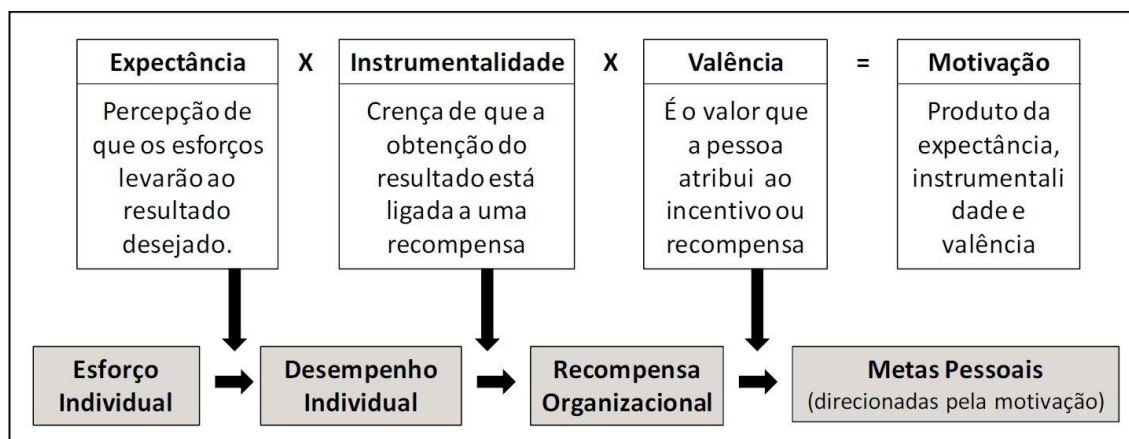 Expectância X Instrumentalidade X Valência = Motivação
Percepção de
que os esforços
levarão ao
resultado
desejado.
Crença de que a
obtenção do
resultado está
ligada a uma
recompensa
É o valor que
a pessoa
atribui ao
incentivo ou
recompensa
Produto da
expectância,
instrumentali
dade e
valência
Esforço
Individual
Desempenho
Individual
Recompensa
Organizacional
Metas Pessoais
(direcionadas pela motivação)